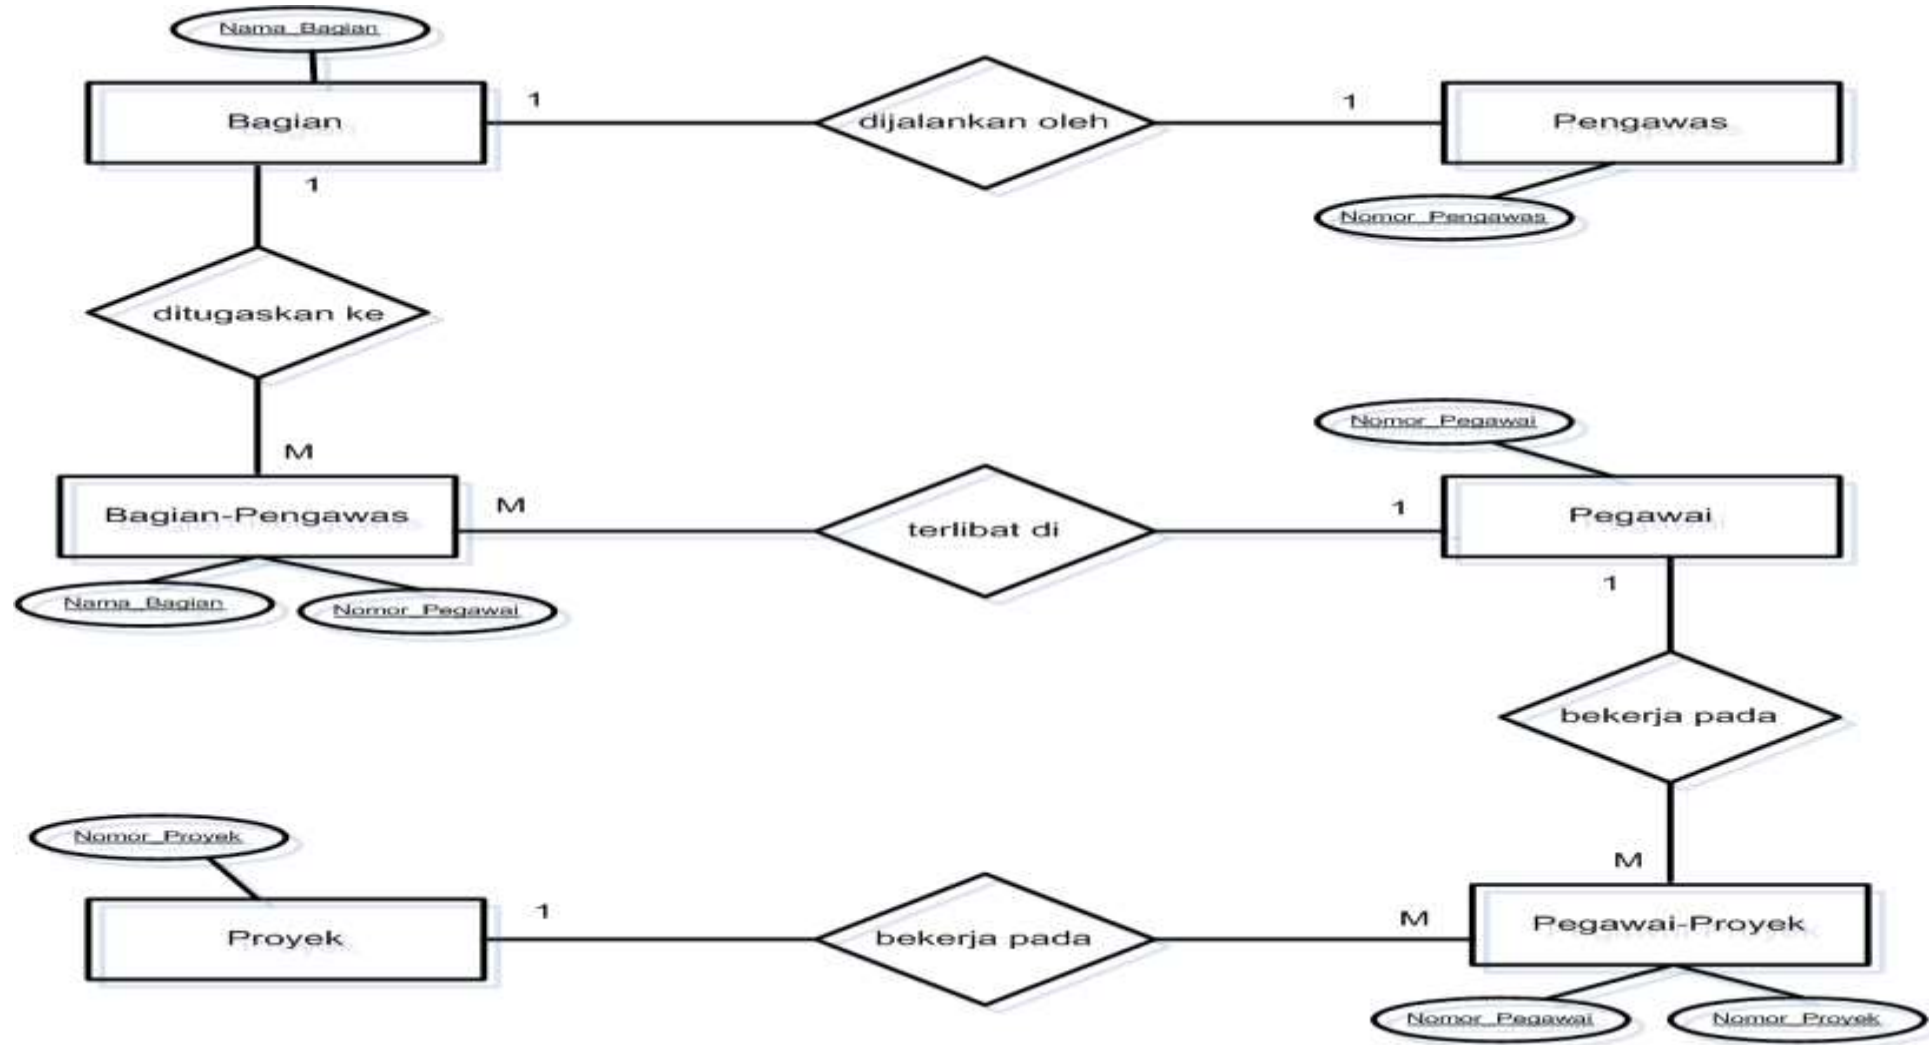 Nama_Bagian
Bagian
1
dijalankan oleh
1
Pengawas
1
Nomor_Pengawas
ditugaskan ke
M
Nomor_Pegawai
Bagian-Pengawas
M
terlibat di
1
Pegawai
1
Nama_Bagian
Nomor_Pegawai
bekerja pada
Nomor_Proyek
M
Proyek
1
bekerja pada
M
Pegawai-Proyek
Nomor_Pegawai
Nomor_Proyek